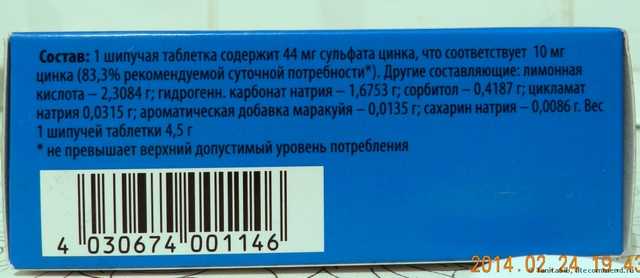 Состав: 1 шипучая таблетка содержит 44 мг сульфата цинка, что соответствует 10 мг
цинка (83,3% рекомендуемой суточной потребности*). Другие составляющие: лимонная
кислота – 2,3084 г; гидрогенн. карбонат натрия – 1,6753 г; сорбитол – 0,4187 г; цикламат
натрия 0,0315 г; ароматическая добавка маракуйя – 0,0135 г; сахарин натрия – 0,0086 г. Вес
1 шипучей таблетки 4,5 г
* не превышает верхний допустимый уровень потребления
4 030674 001146
2014.02.24 19:43